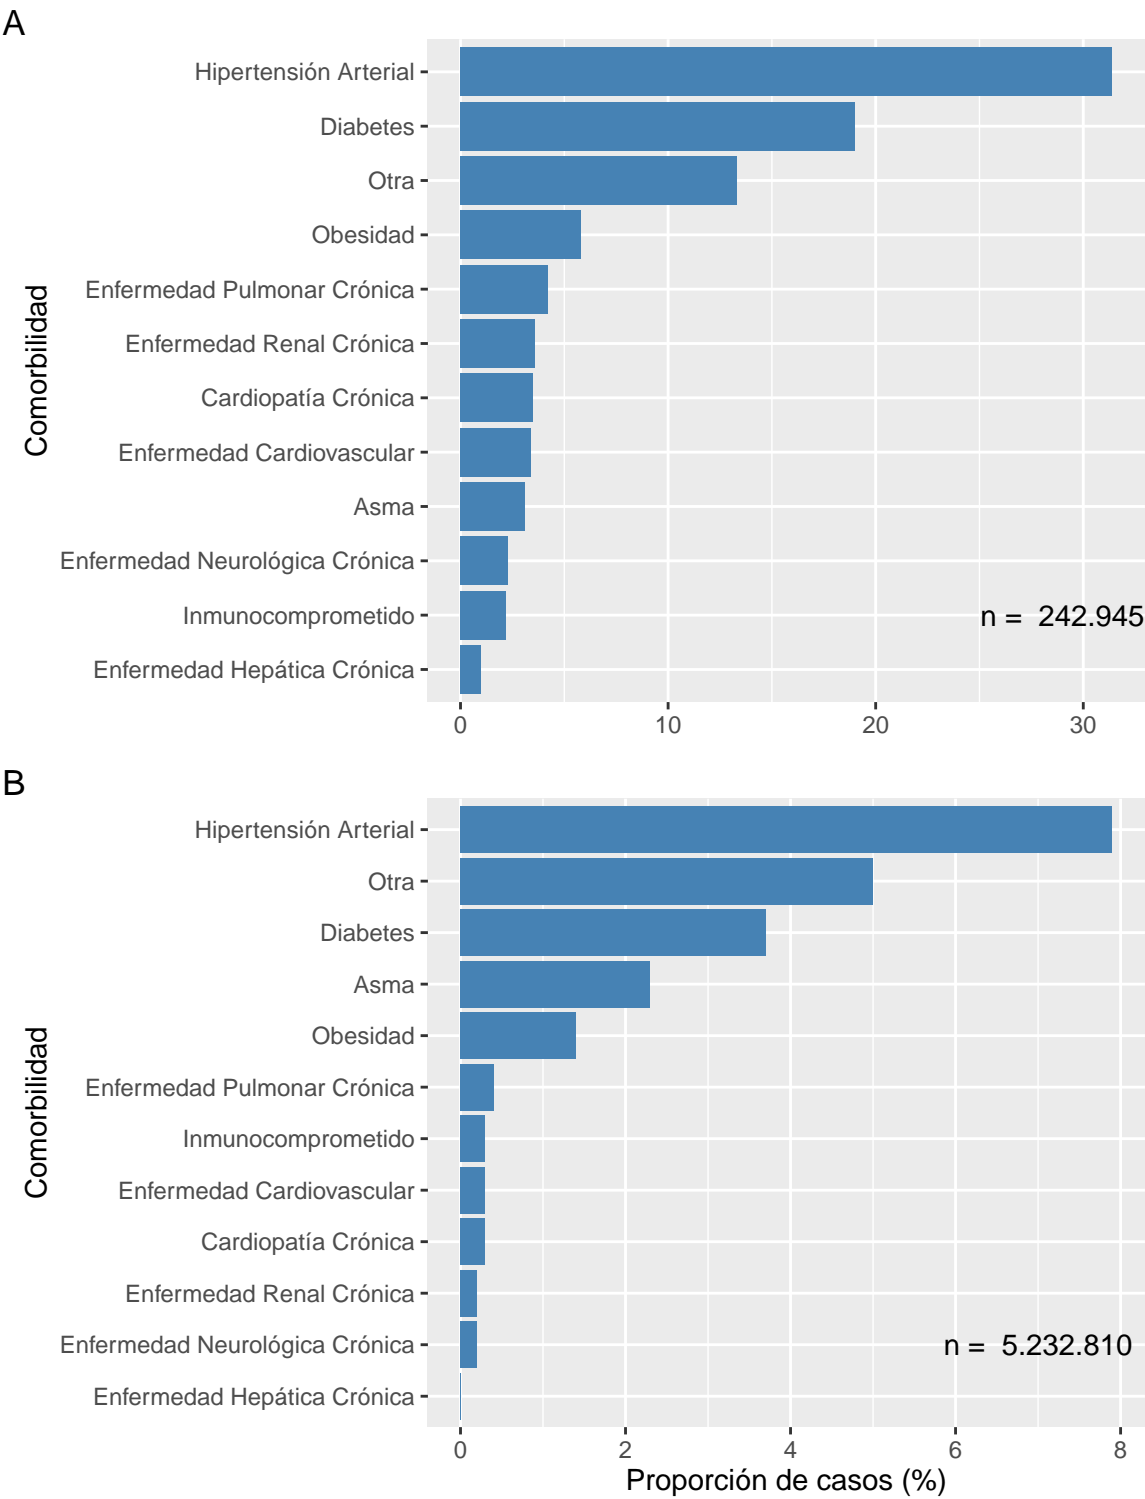 A
Hipertensión Arterial
Diabetes
Otra
Obesidad
Enfermedad Pulmonar Crónica
Enfermedad Renal Crónica
Cardiopatía Crónica
Enfermedad Cardiovascular
Asma
Enfermedad Neurológica Crónica
Inmunocomprometido
Enfermedad Hepática Crónica
Comorbilidad
n = 242.945
0 10 20 30
B
Hipertensión Arterial
Otra
Diabetes
Asma
Obesidad
Enfermedad Pulmonar Crónica
Inmunocomprometido
Enfermedad Cardiovascular
Cardiopatía Crónica
Enfermedad Renal Crónica
Enfermedad Neurológica Crónica
Enfermedad Hepática Crónica
Comorbilidad
n = 5.232.810
0 2 4 6 8
Proporción de casos (%)